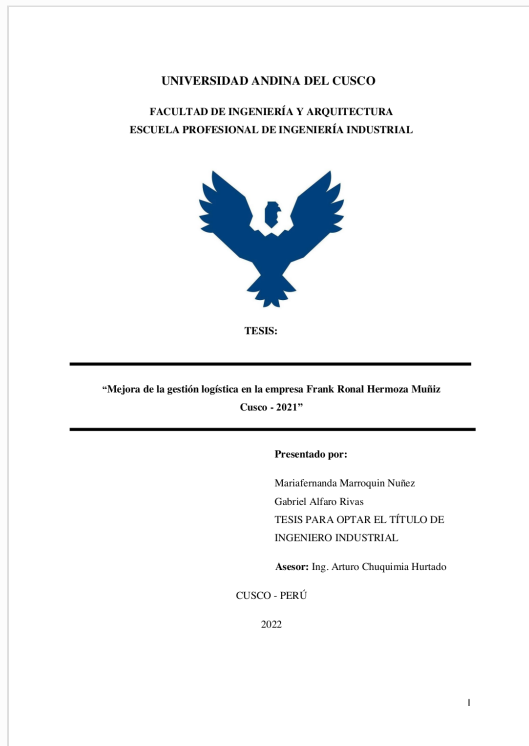 UNIVERSIDAD ANDINA DEL CUSCO
FACULTAD DE INGENIERÍA Y ARQUITECTURA
ESCUELA PROFESIONAL DE INGENIERÍA INDUSTRIAL
TESIS:
“Mejora de la gestión logística en la empresa Frank Ronal Hermoza Muñiz
Cusco - 2021”
Presentado por:
Mariafernanda Marroquin Nuñez
Gabriel Alfaro Rivas
TESIS PARA OPTAR EL TÍTULO DE
INGENIERO INDUSTRIAL
Asesor: Ing. Arturo Chuquimia Hurtado
CUSCO - PERÚ
2022
1